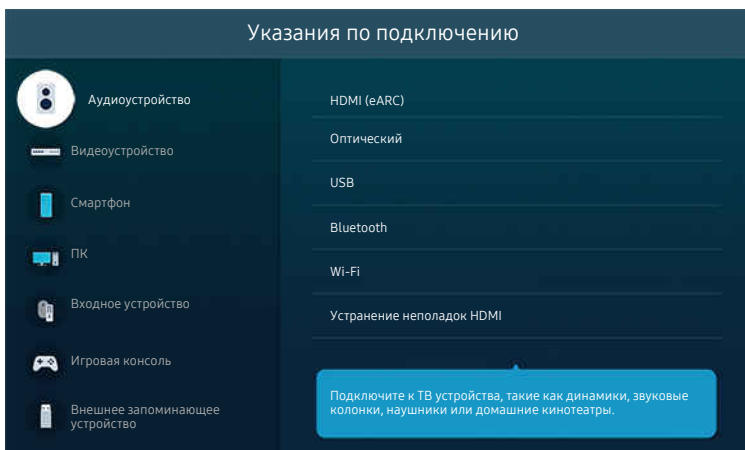 Указания по подключению
Аудиоустройство
Видеоустройство
Смартфон
ПК
Входное устройство
Игровая консоль
Внешнее запоминающее
устройство
HDMI (eARC)
Оптический
USB
Bluetooth
Wi-Fi
Устранение неполадок HDMI
Подключите к ТВ устройства, такие как динамики, звуковые
колонки, наушники или домашние кинотеатры.